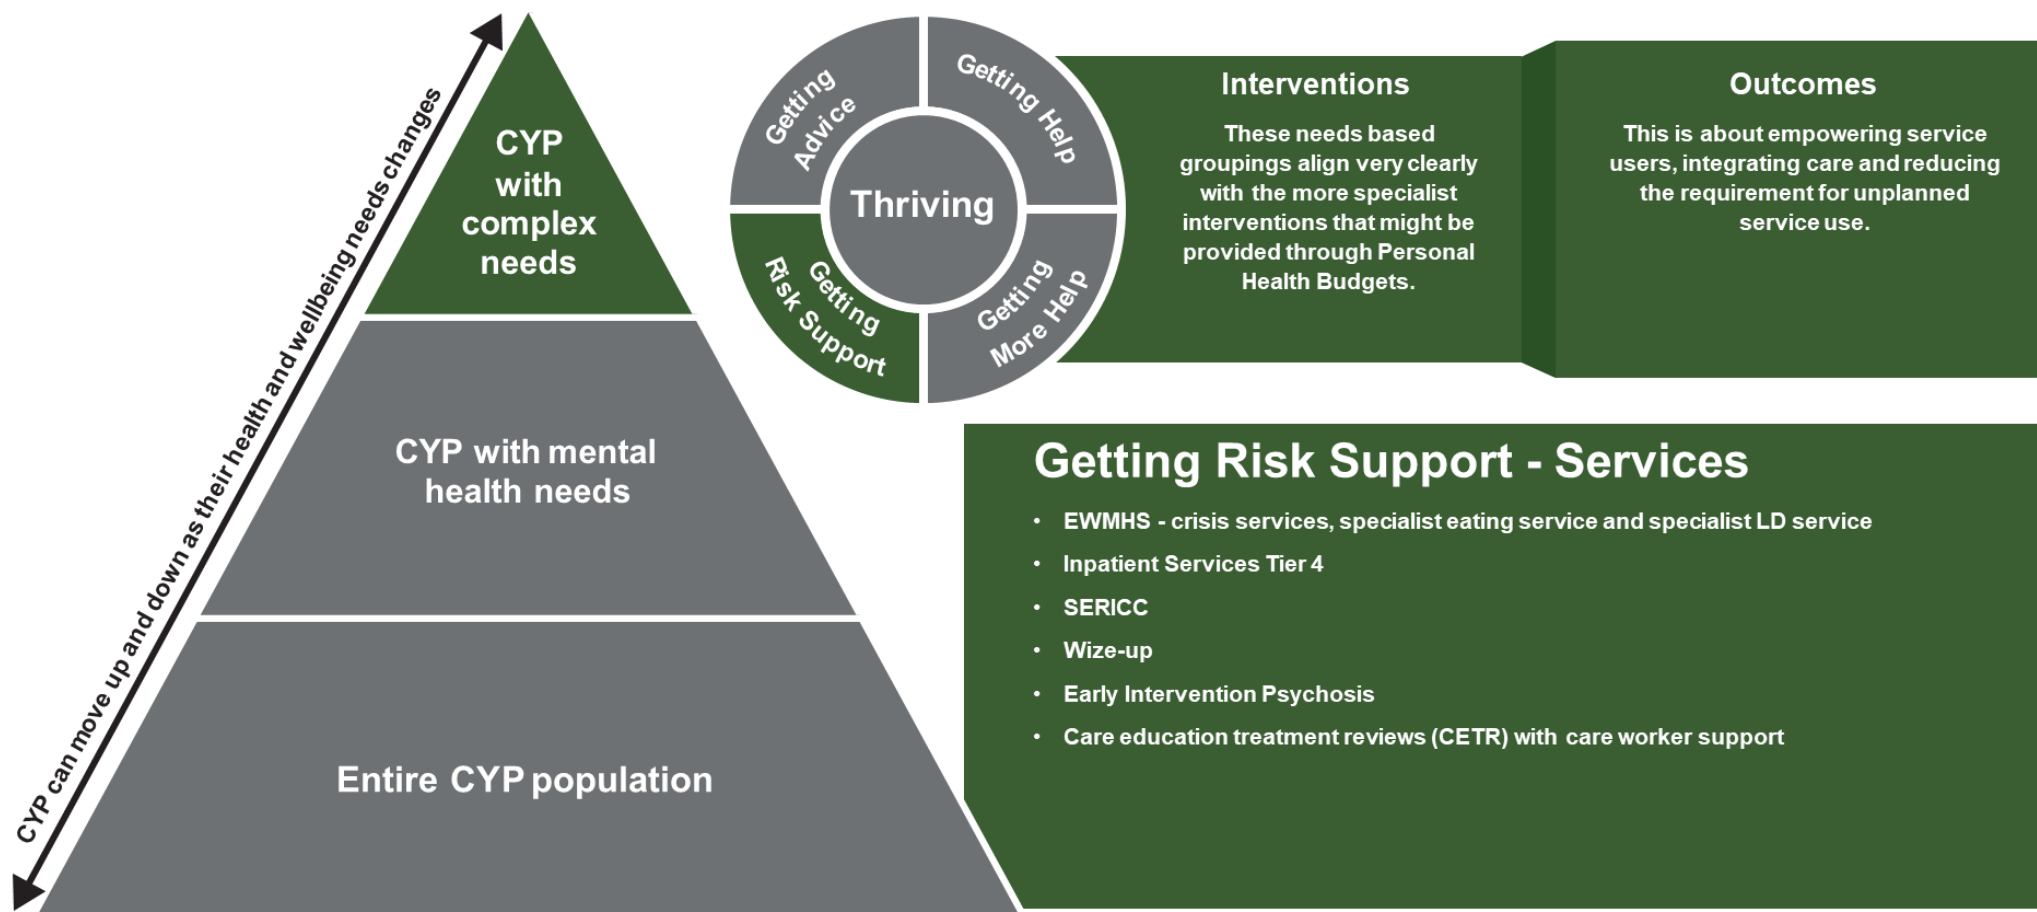 CYP can move up and down as their health and wellbeing needs changes
CYP
with
complex
needs
CYP with mental
health needs
Entire CYP population
Getting
Advice
Getting Help
Thriving
Getting
Risk Support
Getting
More Help
Interventions
These needs based
groupings align very clearly
with the more specialist
interventions that might be
provided through Personal
Health Budgets.
Outcomes
This is about empowering service
users, integrating care and reducing
the requirement for unplanned
service use.
Getting Risk Support - Services
• EWMHS - crisis services, specialist eating service and specialist LD service
• Inpatient Services Tier 4
• SERICC
• Wize-up
• Early Intervention Psychosis
• Care education treatment reviews (CETR) with care worker support